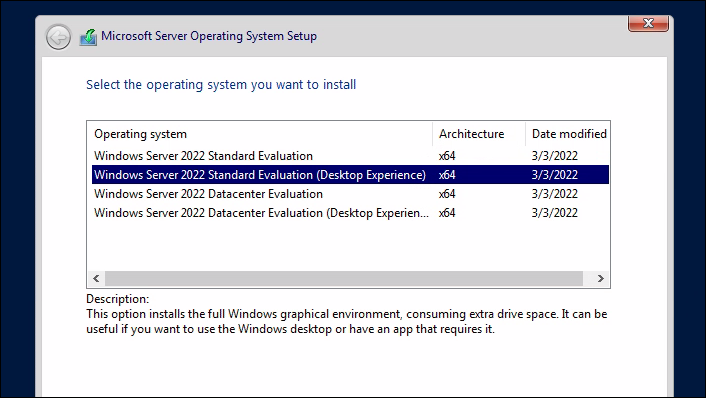 Microsoft Server Operating System Setup
Select the operating system you want to install
Operating system Architecture Date modified
Windows Server 2022 Standard Evaluation x64 3/3/2022
Windows Server 2022 Standard Evaluation (Desktop Experience) x64 3/3/2022
Windows Server 2022 Datacenter Evaluation x64 3/3/2022
Windows Server 2022 Datacenter Evaluation (Desktop Experien... x64 3/3/2022
Description:
This option installs the full Windows graphical environment, consuming extra drive space. It can be
useful if you want to use the Windows desktop or have an app that requires it.